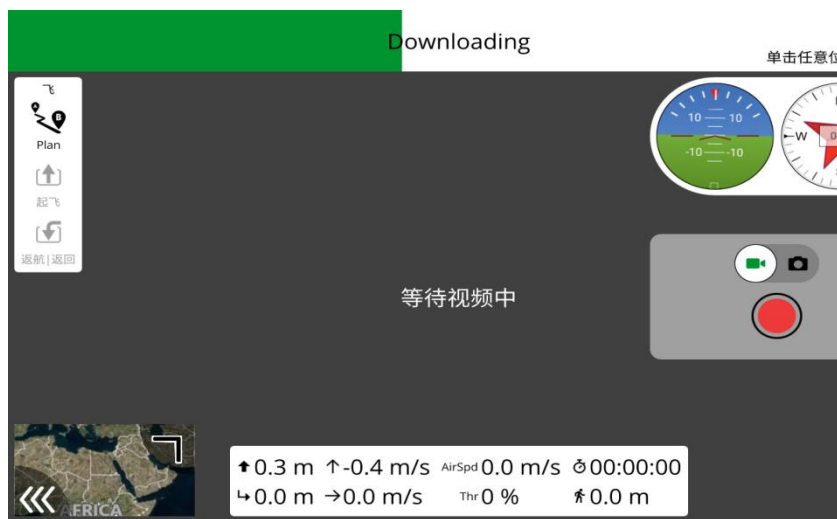 Downloading
单击任意位
飞
Plan
起飞
返航|返回
10 10
-10 -10
W
等待视频中
AFRICA
0.3 m -0.4 m/s AirSpd 0.0 m/s 00:00:00
0.0 m 0.0 m/s Thr 0 % 0.0 m